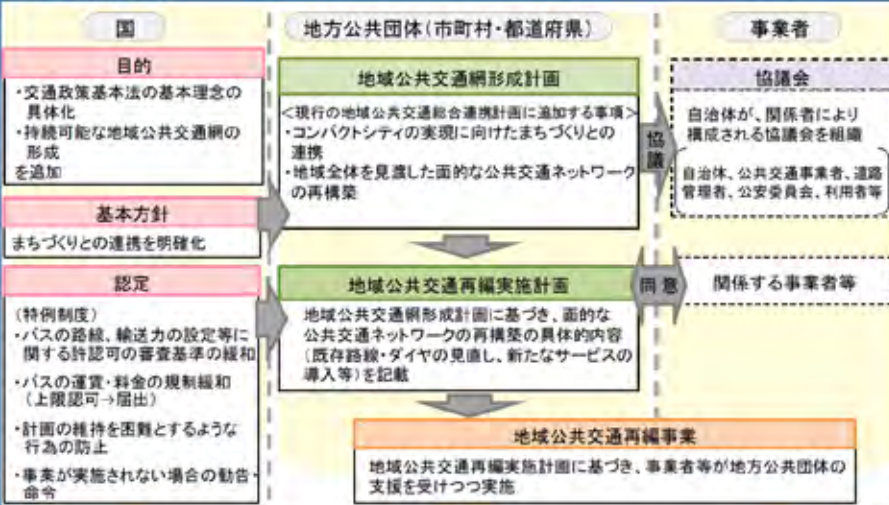 国
目的
・交通政策基本法の基本理念の
具体化
・持続可能な地域公共交通網の
形成
を追加
基本方針
まちづくりとの連携を明確化
認定
(特例制度)
・バスの路線、輸送力の設定等に
関する許認可の審査基準の緩和
・バスの運賃・料金の規制緩和
(上限認可→届出)
・計画の維持を困難とするような
行為の防止
・事業が実施されない場合の勧告・
命令
地方公共団体(市町村・都道府県)
地域公共交通網形成計画
<現行の地域公共交通総合連携計画に追加する事項>
・コンパクトシティの実現に向けたまちづくりとの
連携
・地域全体を見渡した面的な公共交通ネットワーク
の再構築
協議
地域公共交通再編実施計画
地域公共交通網形成計画に基づき、面的な
公共交通ネットワークの再構築の具体的内容
(既存路線・ダイヤの見直し、新たなサービスの
導入等)を記載
同意
事業者
協議会
自治体が、関係者により
構成される協議会を組織
自治体、公共交通事業者、道路
管理者、公安委員会、利用者等
関係する事業者等
地域公共交通再編事業
地域公共交通再編実施計画に基づき、事業者等が地方公共団体の
支援を受けつつ実施